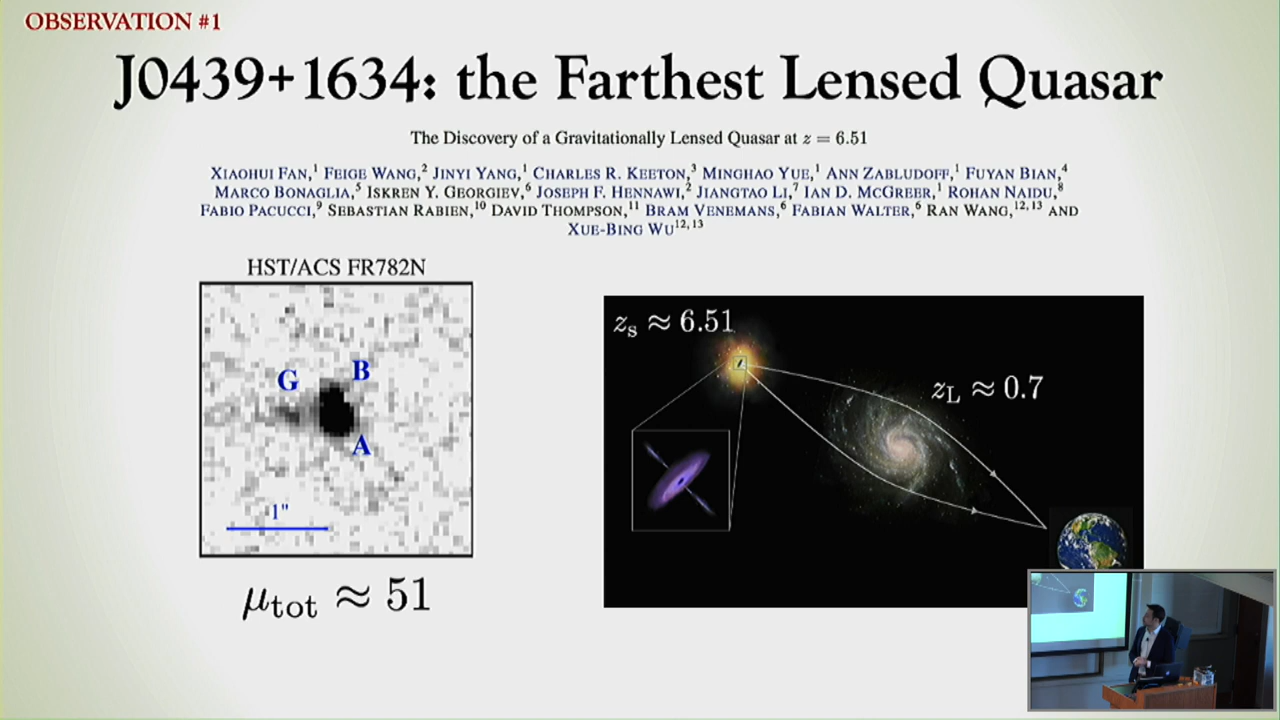 OBSERVATION #1
J0439+1634: the Farthest Lensed Quasar
The Discovery of a Gravitationally Lensed Quasar at z = 6.51
XIAOHUI FAN,¹ FEIGE WANG,² JINYI YANG,¹ CHARLES R. KEETON,³ MINGHAO YUE,¹ ANN ZABLUDOFF,¹ FUYAN BIAN,⁴
MARCO BONAGLIA,⁵ ISKREN Y. GEORGIEV,⁶ JOSEPH F. HENNAWI,² JIANGTAO LI,⁷ IAN D. MCGREER,¹ ROHAN NAIDU,⁸
FABIO PACUCCI,⁹ SEBASTIAN RABIEN,¹⁰ DAVID THOMPSON,¹¹ BRAM VENEMANS,⁶ FABIAN WALTER,⁶ RAN WANG,¹²,¹³ AND
XUE-BING WU¹²,¹³
HST/ACS FR782N
G
B
A
1"
μtot ≈ 51
zs ≈ 6.51
zL ≈ 0.7